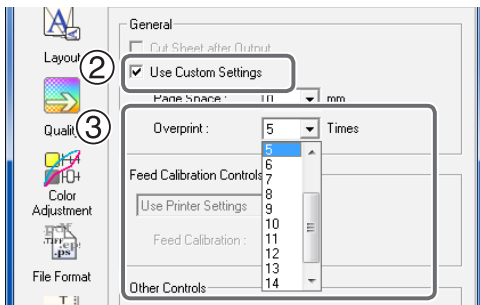 General
Cut Sheet after Output
Layout
②
Use Custom Settings
Page Space : 10 mm
Quality
③
Overprint : 5 Times
5
6
Feed Calibration Controls
7
8
Use Printer Settings
9
10
Color
Adjustment
11
Feed Calibration :
12
13
File Format
14
Other Controls